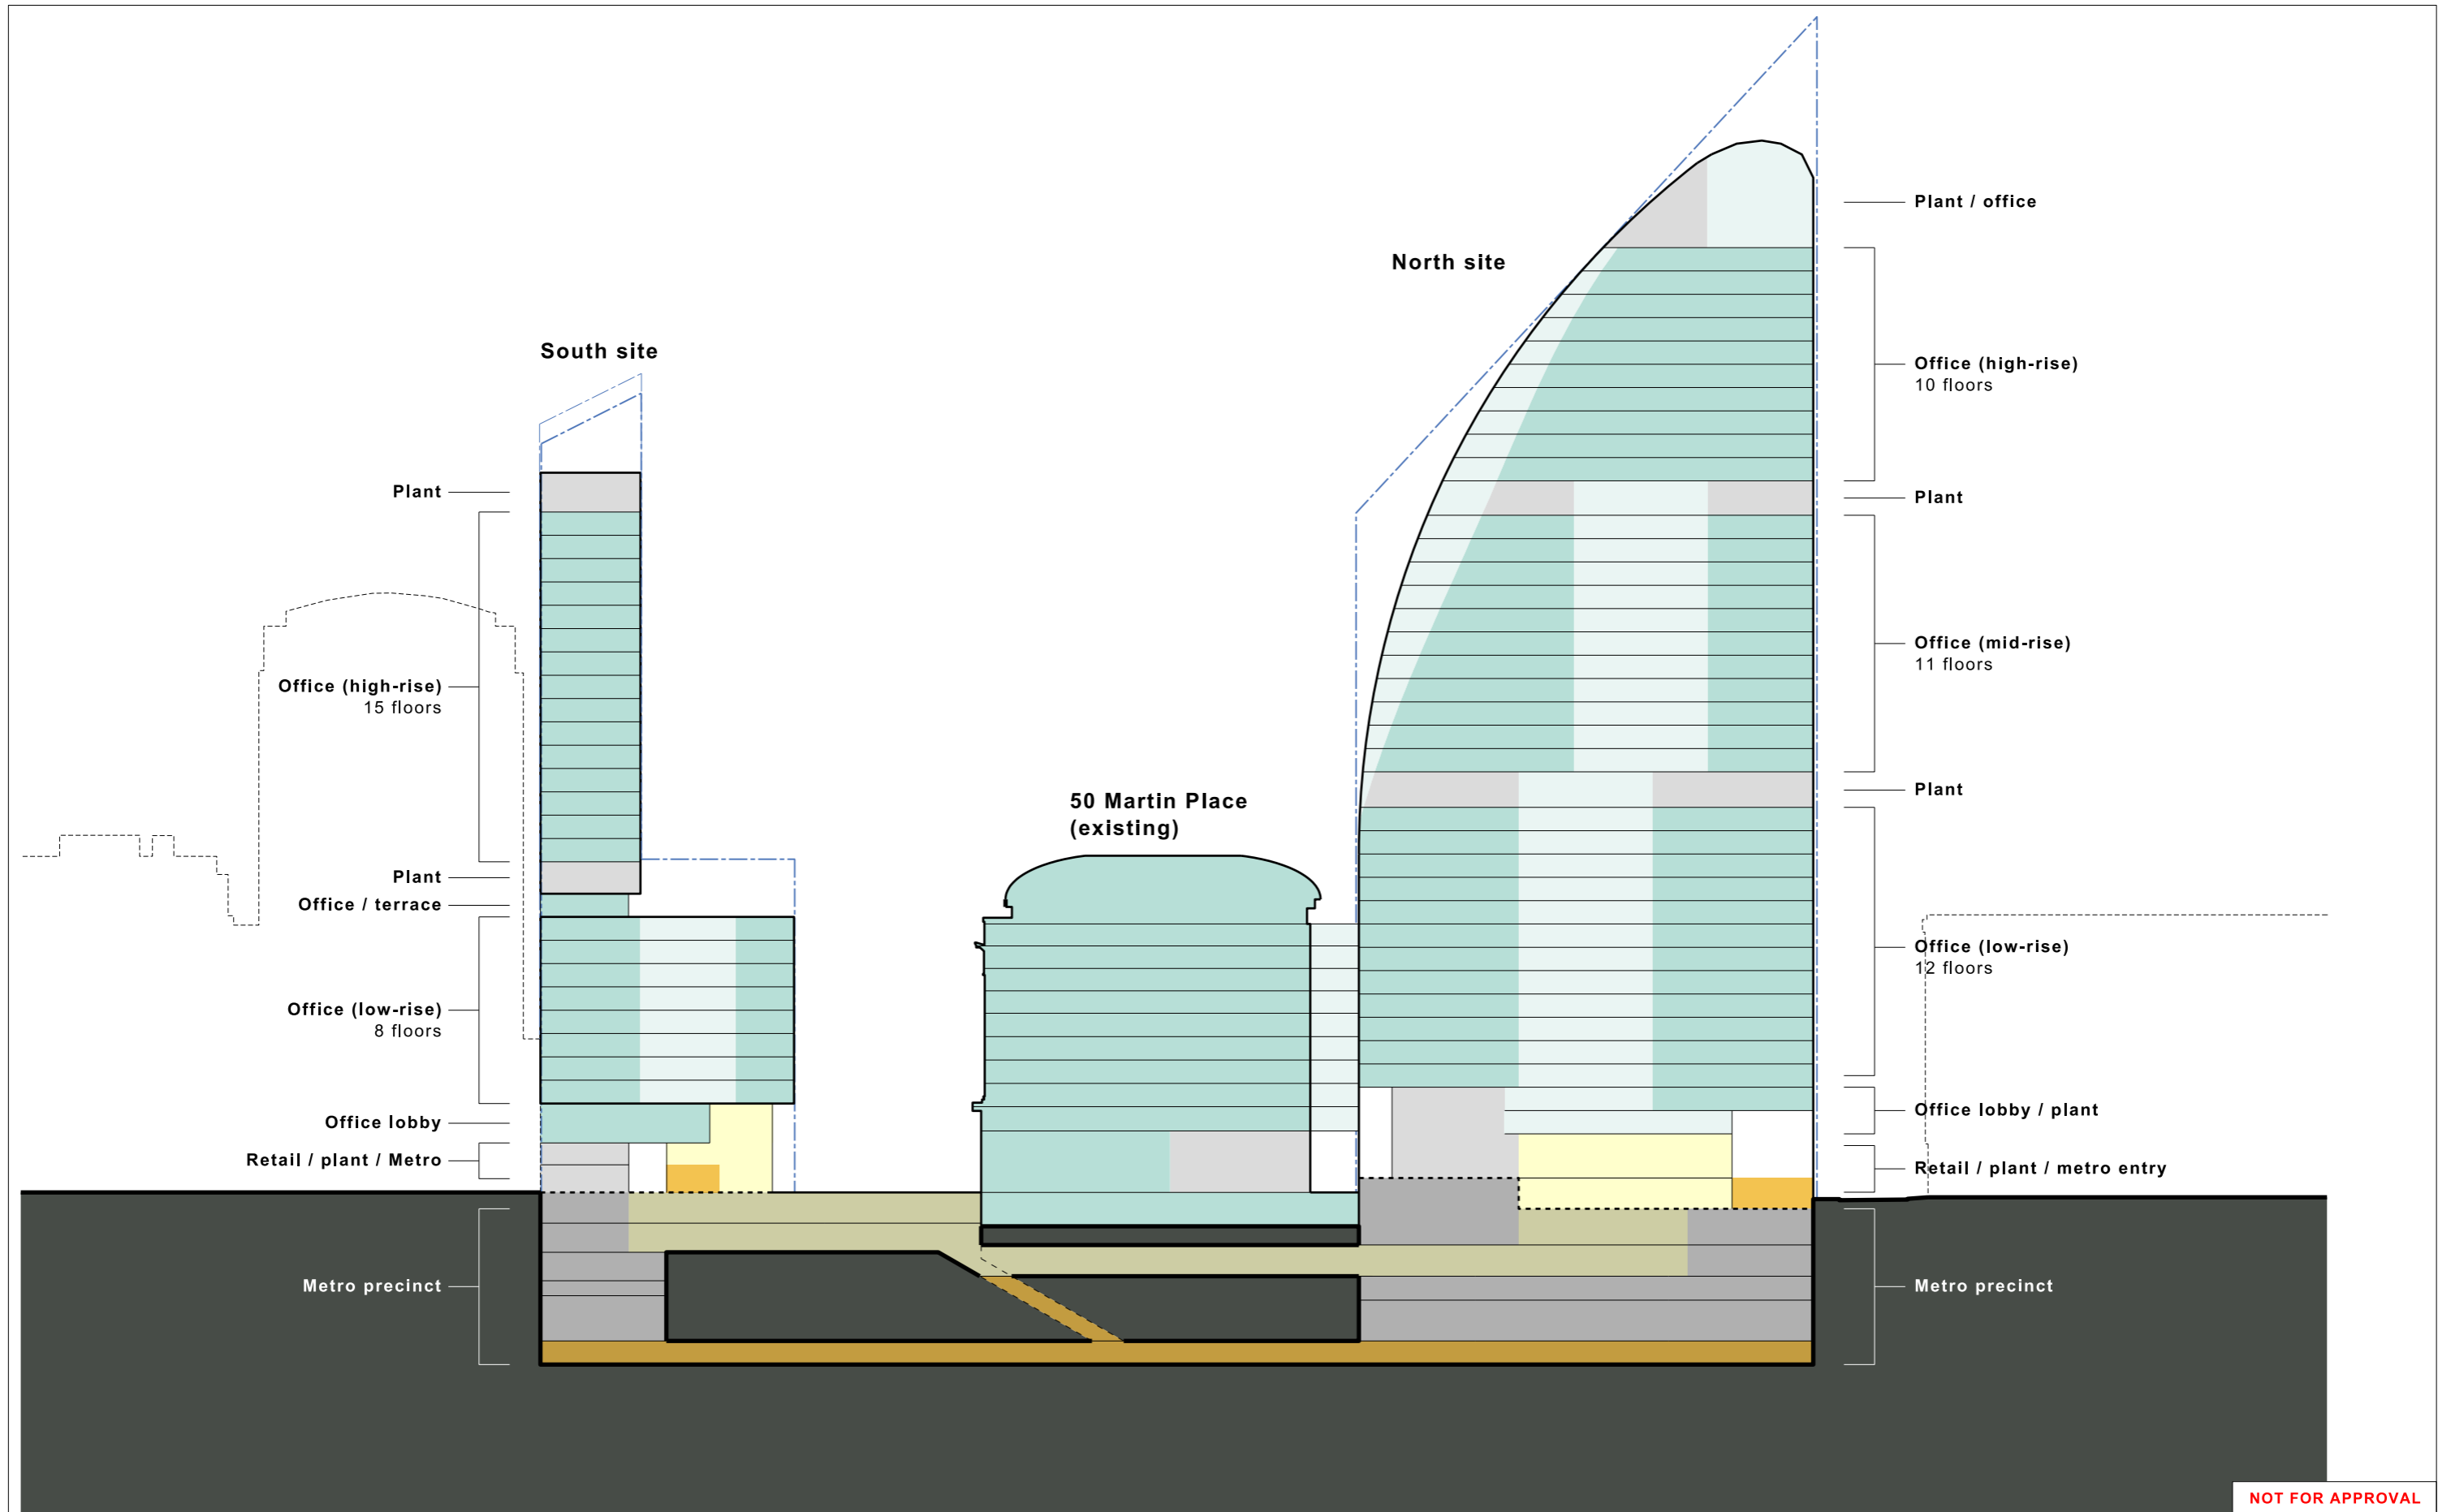 South site
Plant
Office (high-rise)
15 floors
Plant
Office / terrace
Office (low-rise)
8 floors
Office lobby
Retail / plant / Metro
Metro precinct
50 Martin Place
(existing)
North site
Plant / office
Office (high-rise)
10 floors
Plant
Office (mid-rise)
11 floors
Plant
Office (low-rise)
12 floors
Office lobby / plant
Retail / plant / metro entry
Metro precinct
NOT FOR APPROVAL